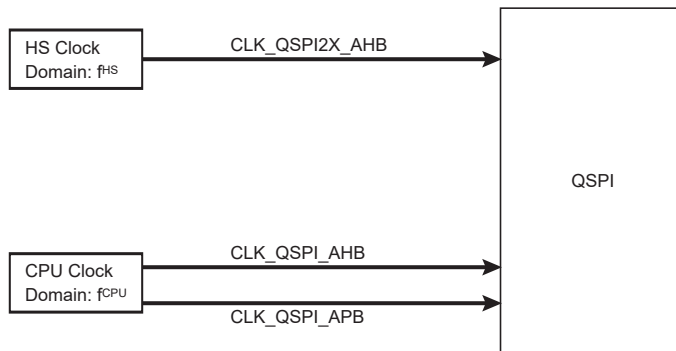 HS Clock
Domain: fHS
CLK_QSPI2X_AHB
QSPI
CPU Clock
Domain: fCPU
CLK_QSPI_AHB
CLK_QSPI_APB